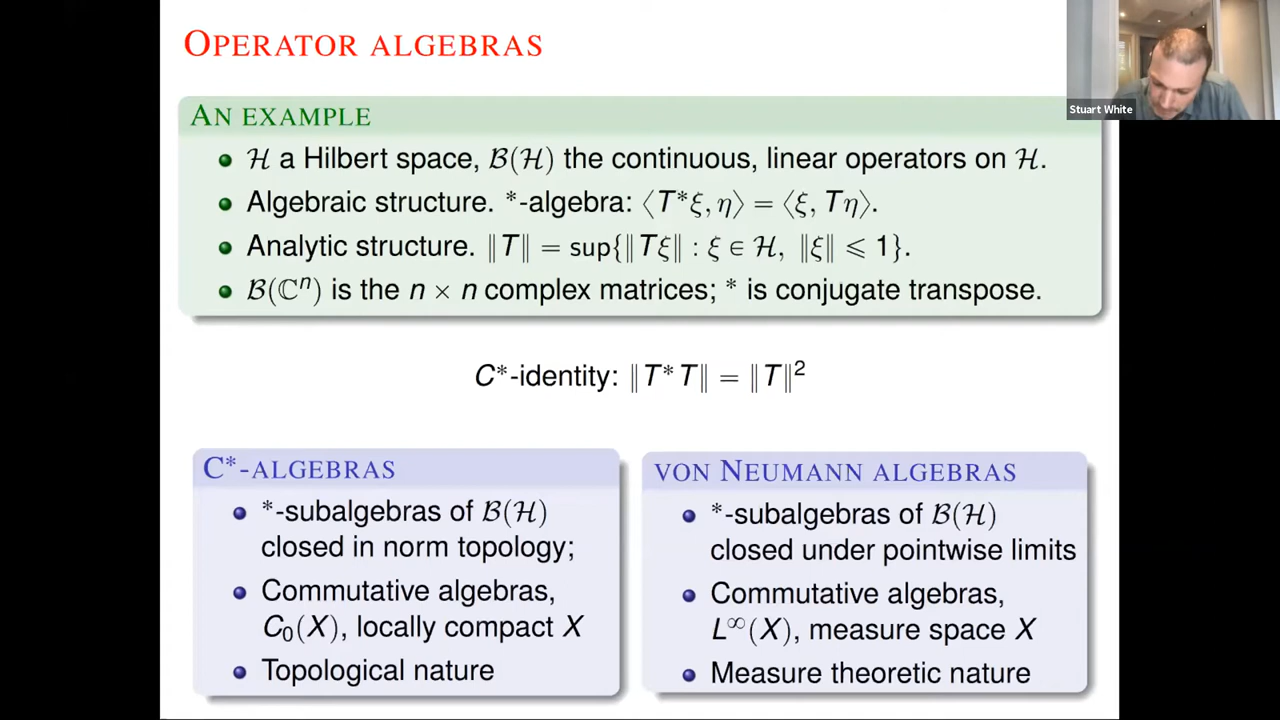 OPERATOR ALGEBRAS
Stuart White
AN EXAMPLE
ℋ a Hilbert space, ℬ(ℋ) the continuous, linear operators on ℋ.
Algebraic structure. *-algebra: ⟨T*ξ, η⟩ = ⟨ξ, Tη⟩.
Analytic structure. ‖T‖ = sup{‖Tξ‖ : ξ ∈ ℋ, ‖ξ‖ ⩽ 1}.
ℬ(ℂⁿ) is the n × n complex matrices; * is conjugate transpose.
C*-identity: ‖T*T‖ = ‖T‖²
C*-ALGEBRAS
*-subalgebras of ℬ(ℋ)
closed in norm topology;
Commutative algebras,
C₀(X), locally compact X
Topological nature
VON NEUMANN ALGEBRAS
*-subalgebras of ℬ(ℋ)
closed under pointwise limits
Commutative algebras,
L^∞(X), measure space X
Measure theoretic nature